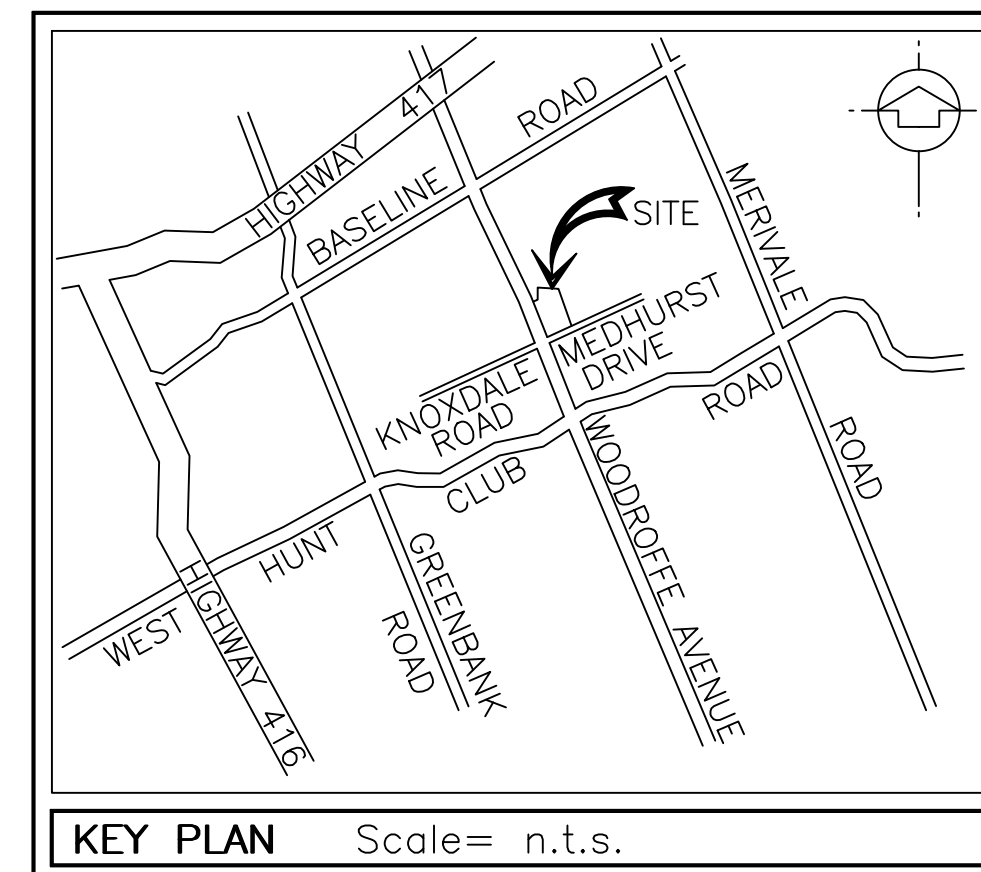 HIGHWAY 417
BASELINE ROAD
SITE
MERIVALE ROAD
MEDHURST
DRIVE
KNOXDALE
ROAD
WEST HUNT CLUB ROAD
WOODROFFE AVENUE
GREENBANK
ROAD
HIGHWAY 416
KEY PLAN Scale= n.t.s.